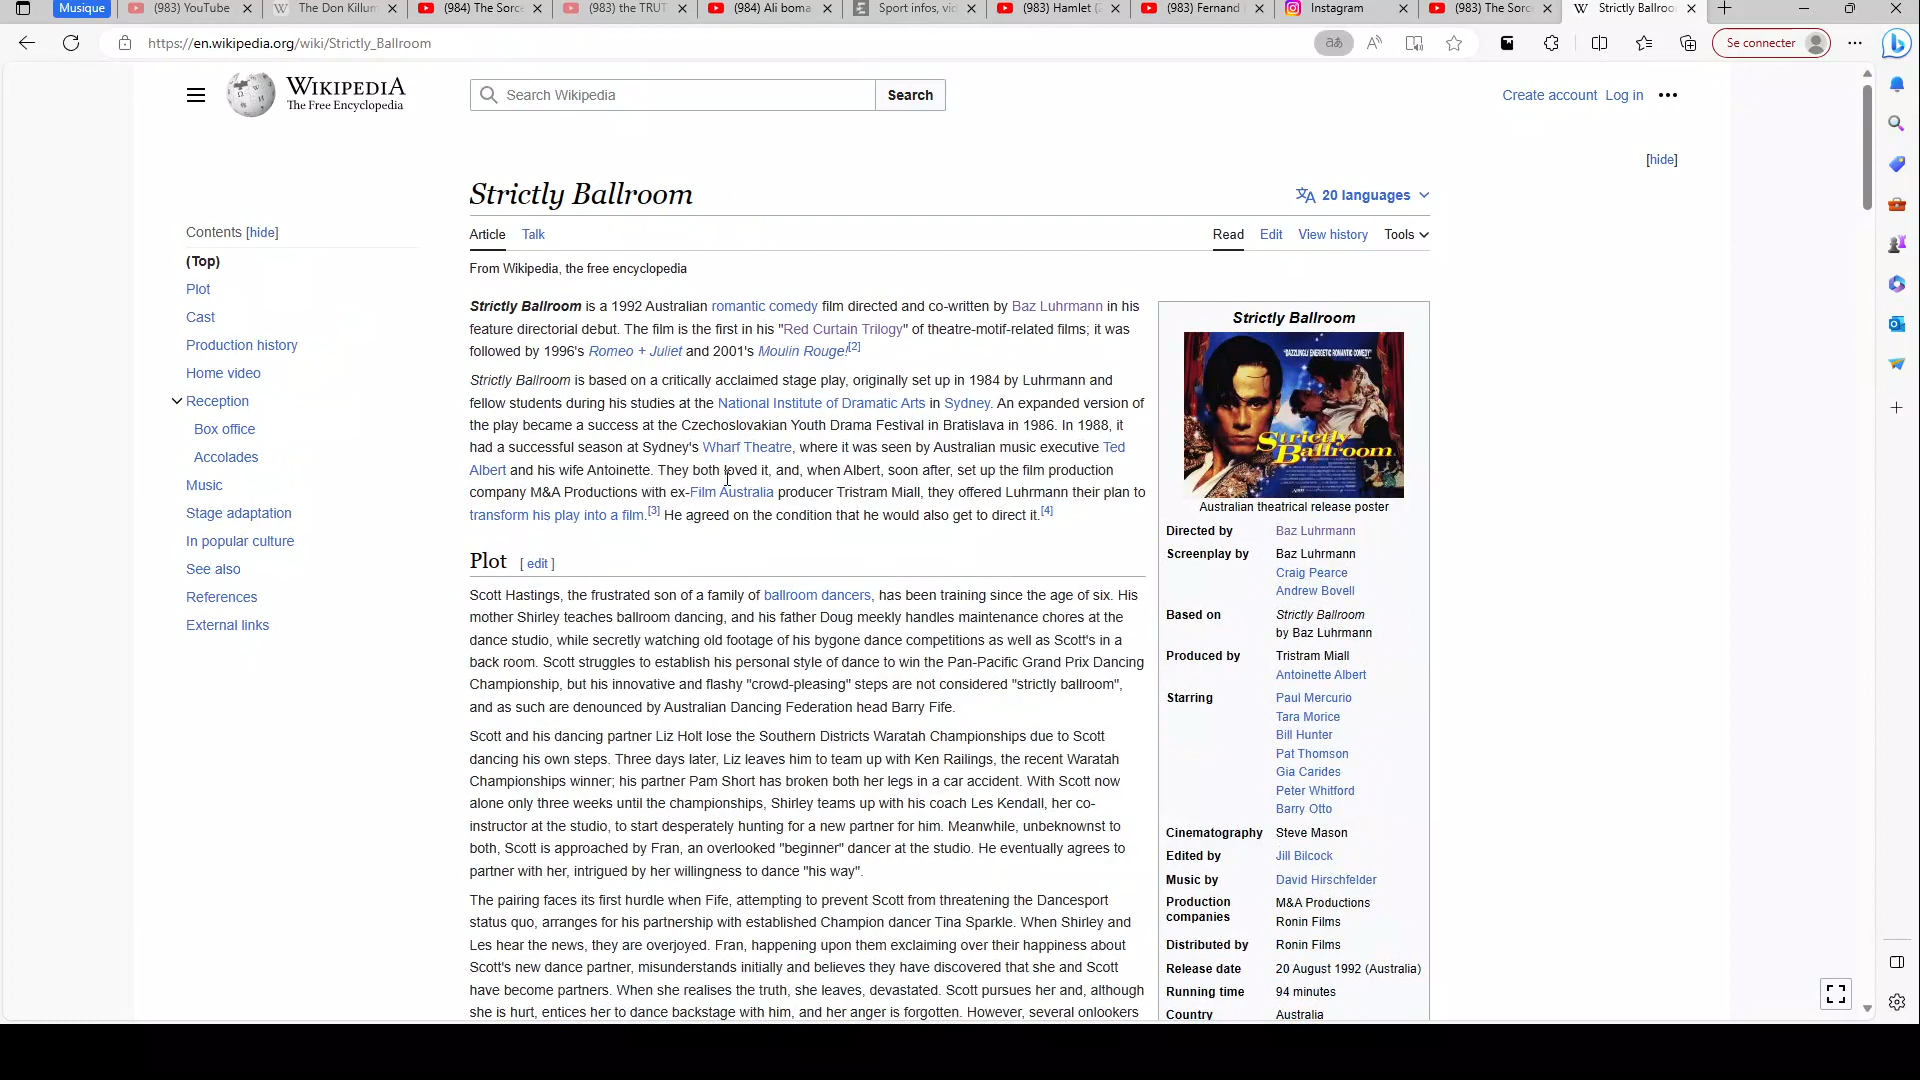 Musique
(983) YouTube
The Don Killum
(984) The Sorce
(983) the TRUT
(984) Ali boma
Sport infos, vid
(983) Hamlet (
(983) Fernand
Instagram
(983) The Sorc
Strictly Ballroo
https://en.wikipedia.org/wiki/Strictly_Ballroom
Se connecter
WIKIPEDIA
The Free Encyclopedia
Search Wikipedia
Search
Create account Log in
[hide]
Strictly Ballroom
20 languages
Article Talk
Read Edit View history Tools
From Wikipedia, the free encyclopedia
Contents [hide]
(Top)
Plot
Cast
Production history
Home video
Reception
Box office
Accolades
Music
Stage adaptation
In popular culture
See also
References
External links
Strictly Ballroom is a 1992 Australian romantic comedy film directed and co-written by Baz Luhrmann in his
feature directorial debut. The film is the first in his "Red Curtain Trilogy" of theatre-motif-related films; it was
followed by 1996's Romeo + Juliet and 2001's Moulin Rouge![2]
Strictly Ballroom is based on a critically acclaimed stage play, originally set up in 1984 by Luhrmann and
fellow students during his studies at the National Institute of Dramatic Arts in Sydney. An expanded version of
the play became a success at the Czechoslovakian Youth Drama Festival in Bratislava in 1986. In 1988, it
had a successful season at Sydney's Wharf Theatre, where it was seen by Australian music executive Ted
Albert and his wife Antoinette. They both loved it, and, when Albert, soon after, set up the film production
company M&A Productions with ex-Film Australia producer Tristram Miall, they offered Luhrmann their plan to
transform his play into a film.[3] He agreed on the condition that he would also get to direct it.[4]
Plot [ edit ]
Scott Hastings, the frustrated son of a family of ballroom dancers, has been training since the age of six. His
mother Shirley teaches ballroom dancing, and his father Doug meekly handles maintenance chores at the
dance studio, while secretly watching old footage of his bygone dance competitions as well as Scott's in a
back room. Scott struggles to establish his personal style of dance to win the Pan-Pacific Grand Prix Dancing
Championship, but his innovative and flashy "crowd-pleasing" steps are not considered "strictly ballroom",
and as such are denounced by Australian Dancing Federation head Barry Fife.
Scott and his dancing partner Liz Holt lose the Southern Districts Waratah Championships due to Scott
dancing his own steps. Three days later, Liz leaves him to team up with Ken Railings, the recent Waratah
Championships winner; his partner Pam Short has broken both her legs in a car accident. With Scott now
alone only three weeks until the championships, Shirley teams up with his coach Les Kendall, her co-
instructor at the studio, to start desperately hunting for a new partner for him. Meanwhile, unbeknownst to
both, Scott is approached by Fran, an overlooked "beginner" dancer at the studio. He eventually agrees to
partner with her, intrigued by her willingness to dance "his way".
The pairing faces its first hurdle when Fife, attempting to prevent Scott from threatening the Dancesport
status quo, arranges for his partnership with established Champion dancer Tina Sparkle. When Shirley and
Les hear the news, they are overjoyed. Fran, happening upon them exclaiming over their happiness about
Scott's new dance partner, misunderstands initially and believes they have discovered that she and Scott
have become partners. When she realises the truth, she leaves, devastated. Scott pursues her and, although
she is hurt, entices her to dance backstage with him, and her anger is forgotten. However, several onlookers
Strictly Ballroom
"DAZZLINGLY ENERGETIC ROMANTIC COMEDY!"
Strictly
Ballroom
Australian theatrical release poster
Directed by Baz Luhrmann
Screenplay by Baz Luhrmann
Craig Pearce
Andrew Bovell
Based on Strictly Ballroom
by Baz Luhrmann
Produced by Tristram Miall
Antoinette Albert
Starring Paul Mercurio
Tara Morice
Bill Hunter
Pat Thomson
Gia Carides
Peter Whitford
Barry Otto
Cinematography Steve Mason
Edited by Jill Bilcock
Music by David Hirschfelder
Production M&A Productions
companies Ronin Films
Distributed by Ronin Films
Release date 20 August 1992 (Australia)
Running time 94 minutes
Country Australia